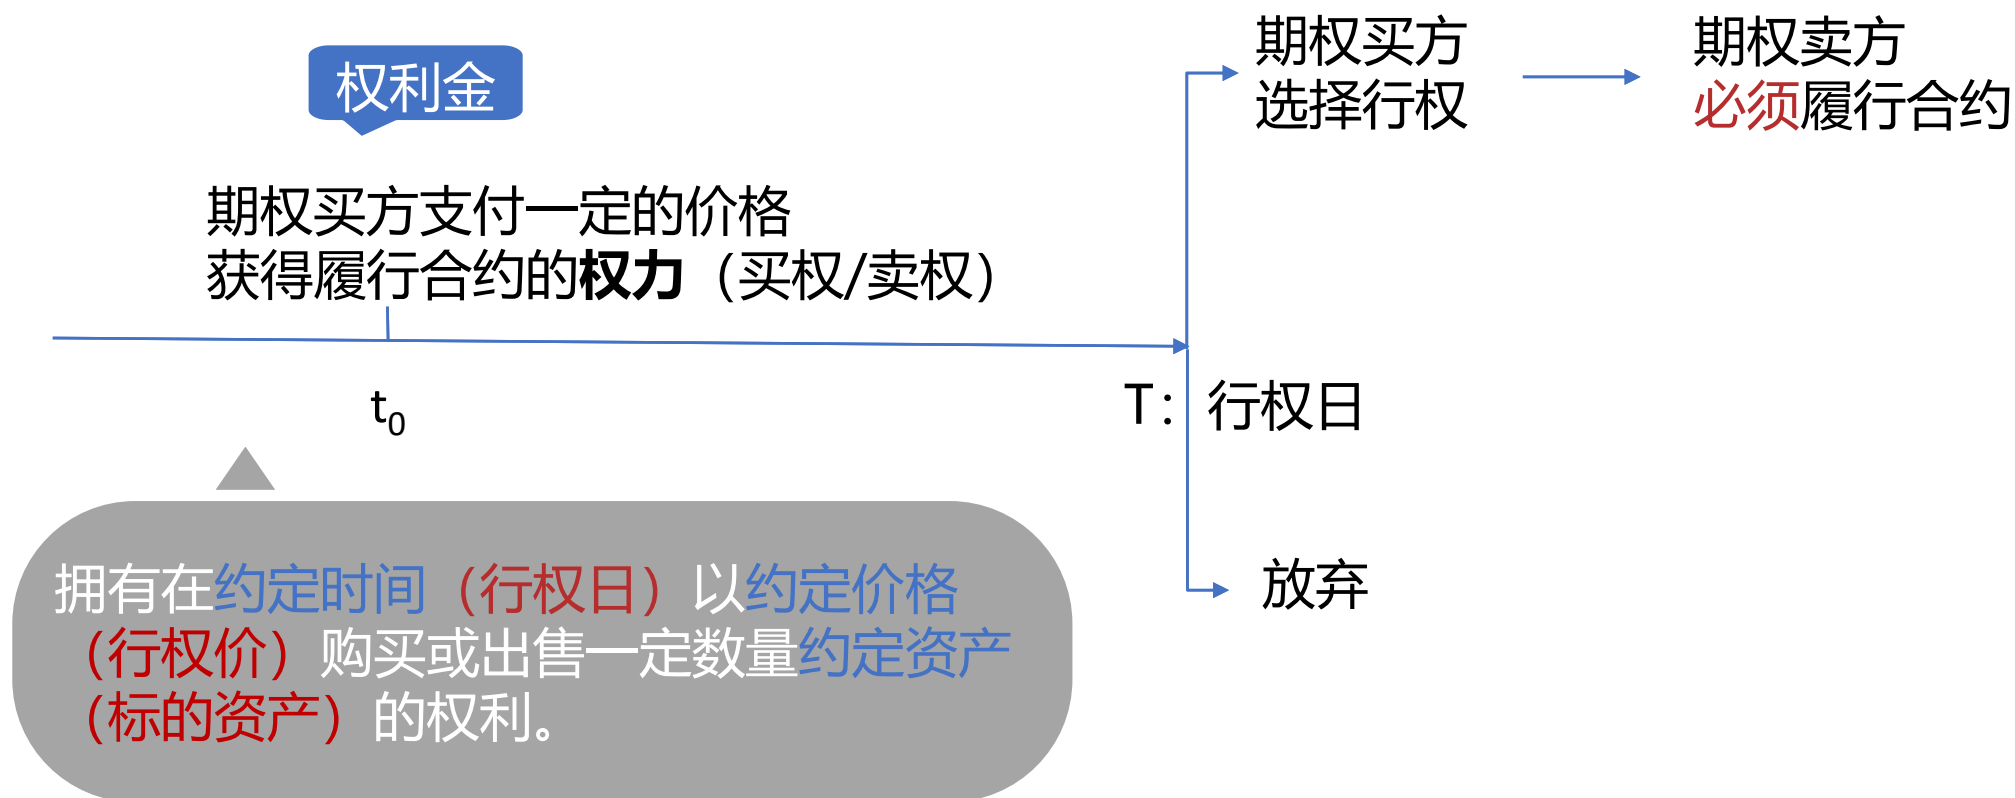 权利金
期权买方支付一定的价格
获得履行合约的权力（买权/卖权）
t₀
T：行权日
期权买方
选择行权
期权卖方
必须履行合约
放弃
拥有在约定时间（行权日）以约定价格
（行权价）购买或出售一定数量约定资产
（标的资产）的权利。